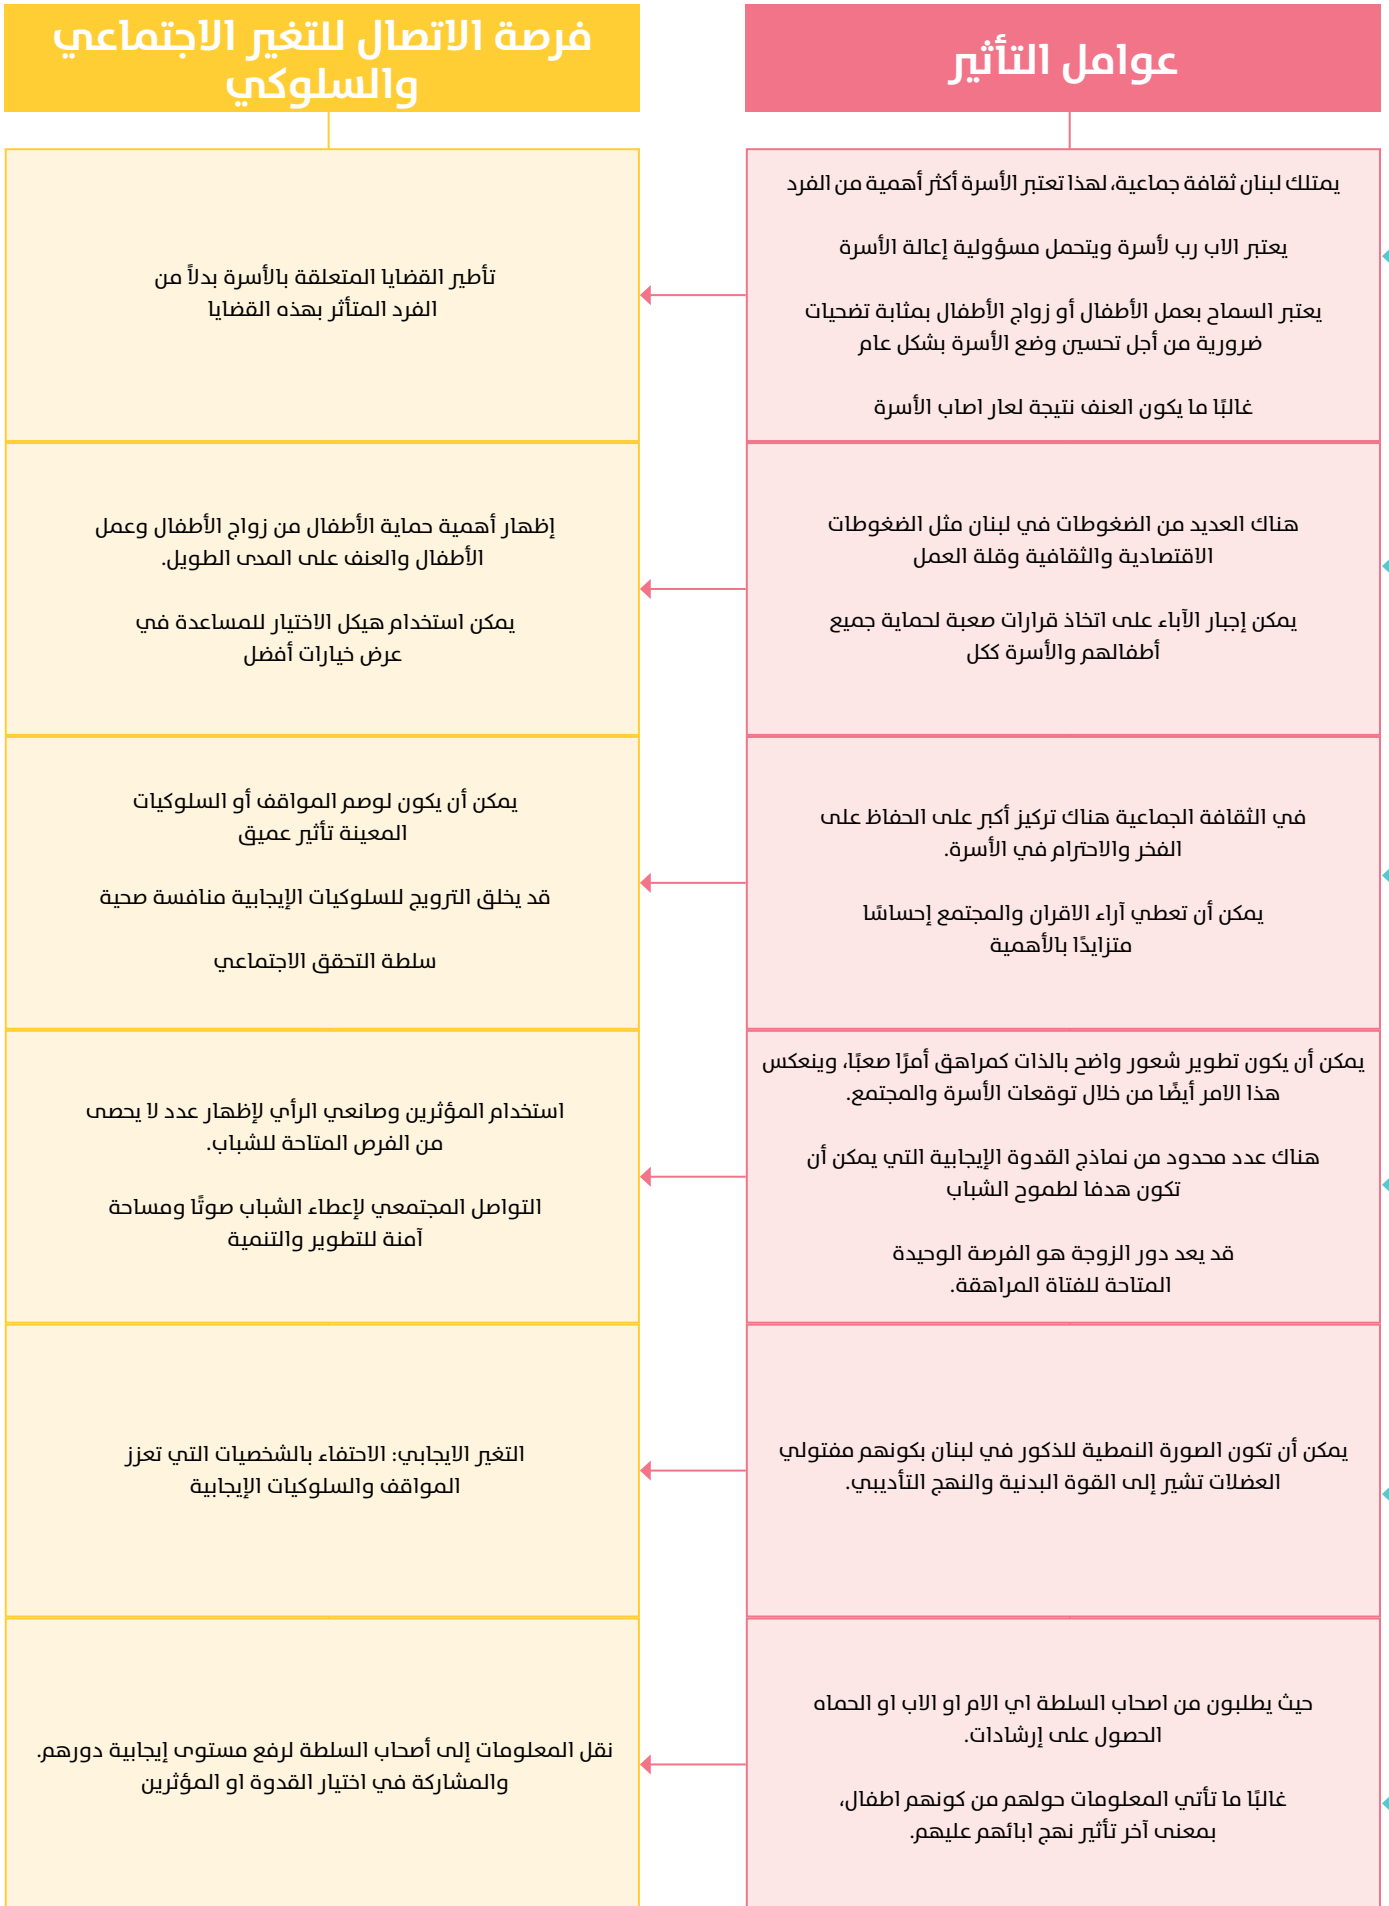 عوامل التأثير
فرصة الاتصال للتغير الاجتماعي
والسلوكي
يمتلك لبنان ثقافة جماعية، لهذا تعتبر الأسرة أكثر أهمية من الفرد
يعتبر الاب رب لأسرة ويتحمل مسؤولية إعالة الأسرة
يعتبر السماح بعمل الأطفال أو زواج الأطفال بمثابة تضحيات
ضرورية من أجل تحسين وضع الأسرة بشكل عام
غالبًا ما يكون العنف نتيجة لعار اصاب الأسرة
تأطير القضايا المتعلقة بالأسرة بدلاً من
الفرد المتأثر بهذه القضايا
هناك العديد من الضغوطات في لبنان مثل الضغوطات
الاقتصادية والثقافية وقلة العمل
يمكن إجبار الآباء على اتخاذ قرارات صعبة لحماية جميع
أطفالهم والأسرة ككل
إظهار أهمية حماية الأطفال من زواج الأطفال وعمل
الأطفال والعنف على المدى الطويل.
يمكن استخدام هيكل الاختيار للمساعدة في
عرض خيارات أفضل
في الثقافة الجماعية هناك تركيز أكبر على الحفاظ على
الفخر والاحترام في الأسرة.
يمكن أن تعطي آراء الاقران والمجتمع إحساسًا
متزايدًا بالأهمية
يمكن أن يكون لوصم المواقف أو السلوكيات
المعينة تأثير عميق
قد يخلق الترويج للسلوكيات الإيجابية منافسة صحية
سلطة التحقق الاجتماعي
يمكن أن يكون تطوير شعور واضح بالذات كمراهق أمرًا صعبًا، وينعكس
هذا الامر أيضًا من خلال توقعات الأسرة والمجتمع.
هناك عدد محدود من نماذج القدوة الإيجابية التي يمكن أن
تكون هدفا لطموح الشباب
قد يعد دور الزوجة هو الفرصة الوحيدة
المتاحة للفتاة المراهقة.
استخدام المؤثرين وصانعي الرأي لإظهار عدد لا يحصى
من الفرص المتاحة للشباب.
التواصل المجتمعي لإعطاء الشباب صوتًا ومساحة
آمنة للتطوير والتنمية
يمكن أن تكون الصورة النمطية للذكور في لبنان بكونهم مفتولي
العضلات تشير إلى القوة البدنية والنهج التأديبي.
التغير الايجابي: الاحتفاء بالشخصيات التي تعزز
المواقف والسلوكيات الإيجابية
حيث يطلبون من اصحاب السلطة اي الام او الاب او الحماه
الحصول على إرشادات.
غالبًا ما تأتي المعلومات حولهم من كونهم اطفال،
بمعنى آخر تأثير نهج ابائهم عليهم.
نقل المعلومات إلى أصحاب السلطة لرفع مستوى إيجابية دورهم.
والمشاركة في اختيار القدوة او المؤثرين